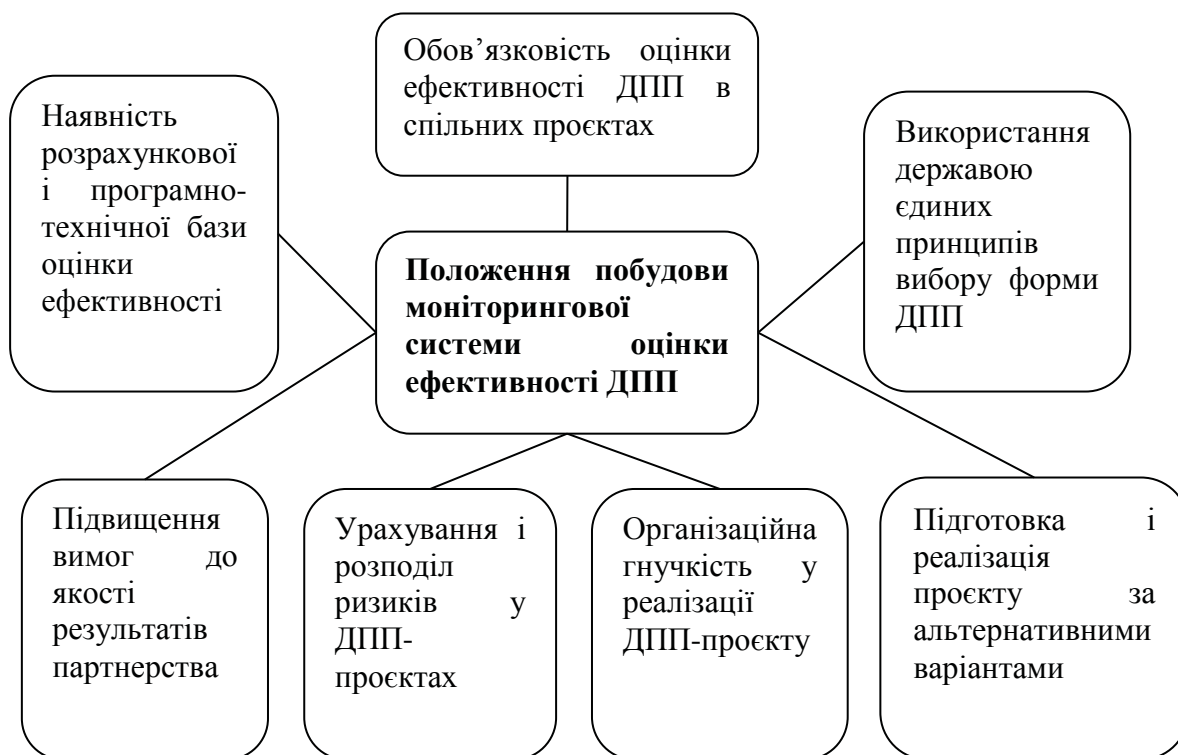 Обов’язковість оцінки
ефективності ДПП в
спільних проєктах
Наявність
розрахункової
і програмно-
технічної бази
оцінки
ефективності
Використання
державою
єдиних
принципів
вибору форми
ДПП
Положення побудови
моніторингової
системи оцінки
ефективності ДПП
Підвищення
вимог до
якості
результатів
партнерства
Урахування і
розподіл
ризиків у
ДПП-
проєктах
Організаційна
гнучкість у
реалізації
ДПП-проєкту
Підготовка і
реалізація
проєкту за
альтернативними
варіантами